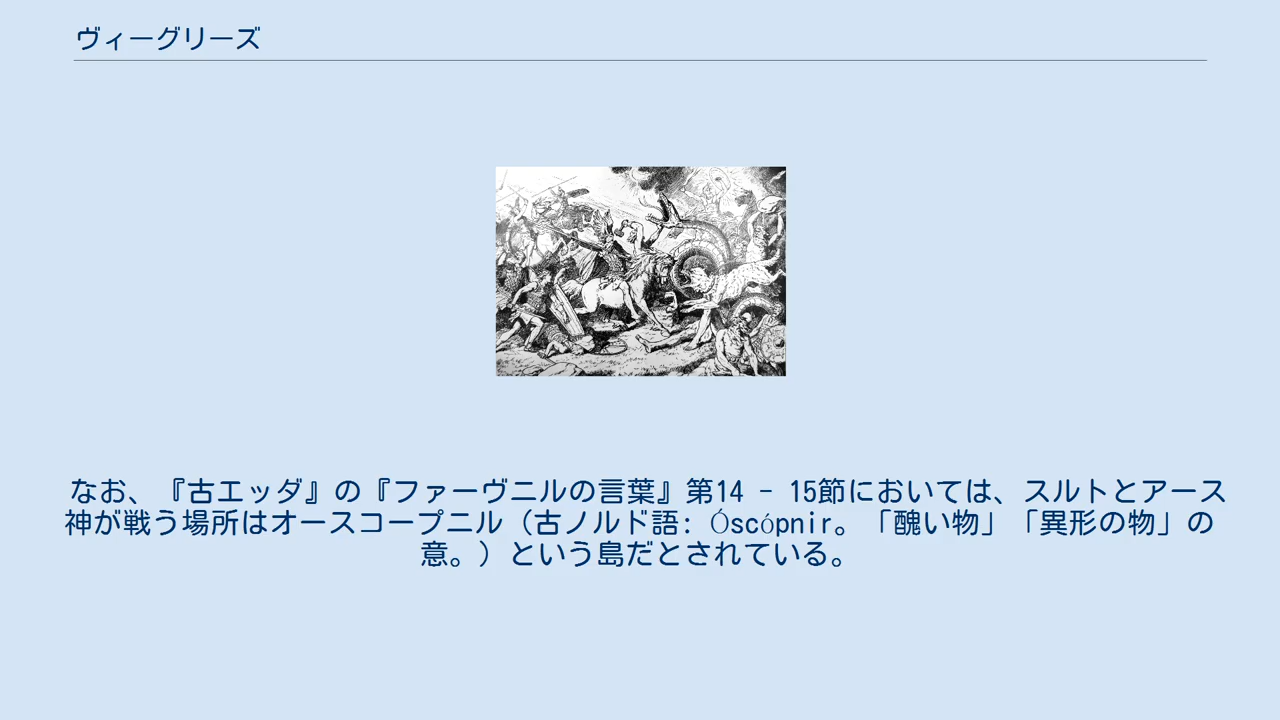 ヴィーグリーズ
なお、『古エッダ』の『ファーヴニルの言葉』第14 - 15節においては、スルトとアース
神が戦う場所はオースコープニル（古ノルド語: Óscópnir。「醜い物」「異形の物」の
意。）という島だとされている。